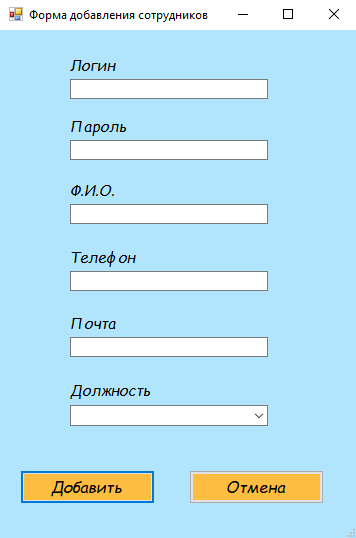 Форма добавления сотрудников
Логин
Пароль
Ф.И.О.
Телефон
Почта
Должность
Добавить Отмена